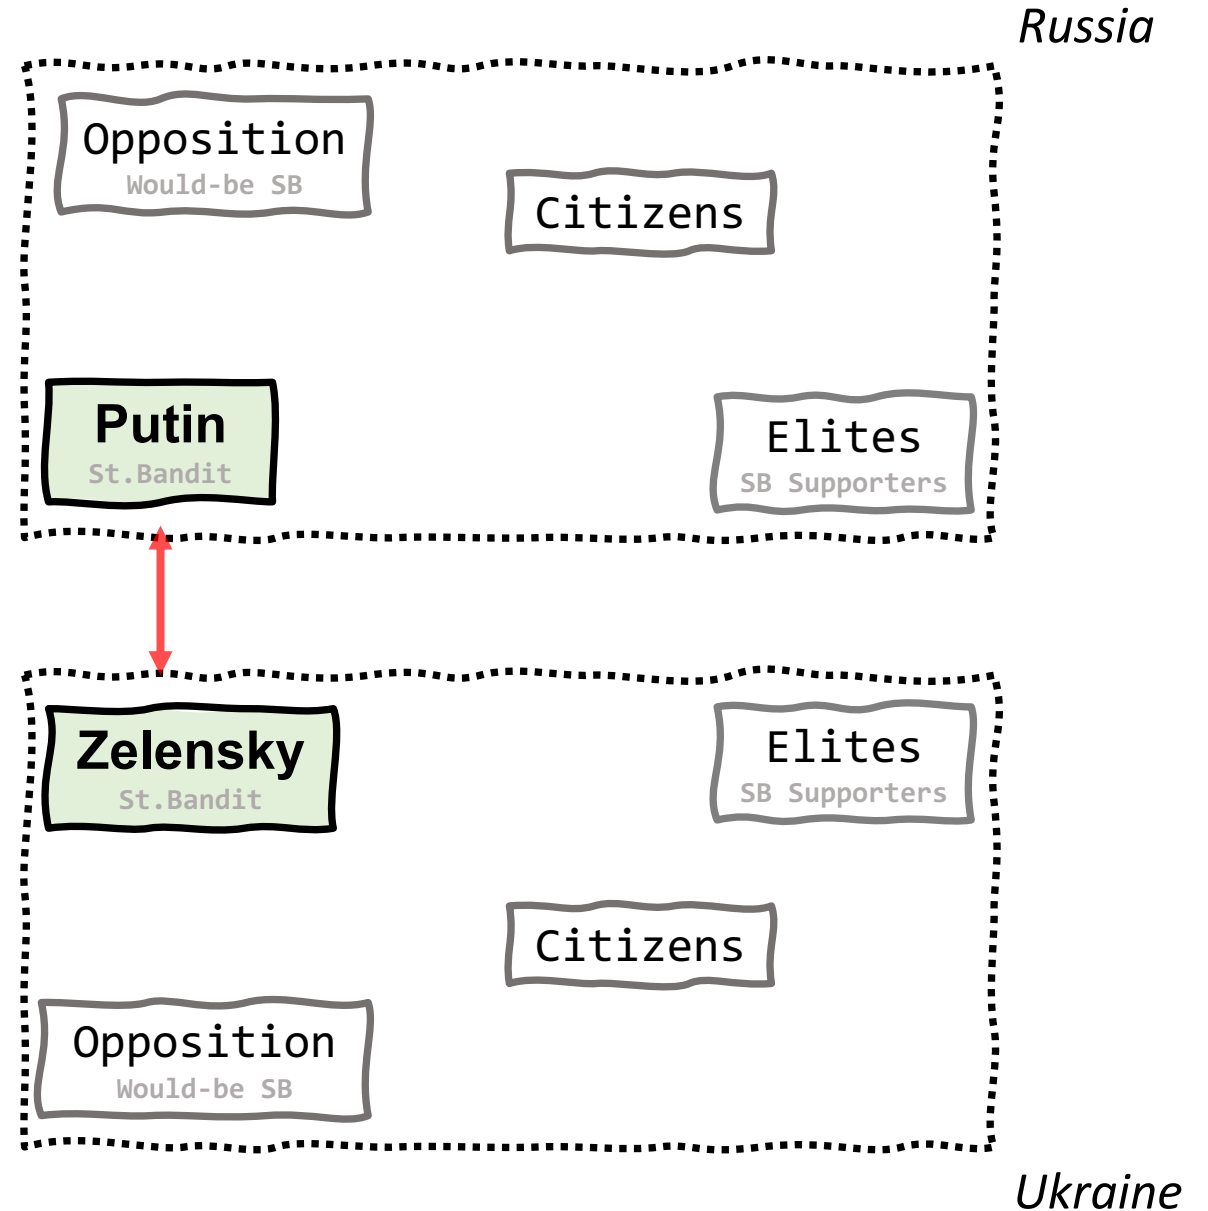 Russia
Opposition
Would-be SB
Citizens
Putin
St.Bandit
Elites
SB Supporters
Zelensky
St.Bandit
Elites
SB Supporters
Citizens
Opposition
Would-be SB
Ukraine